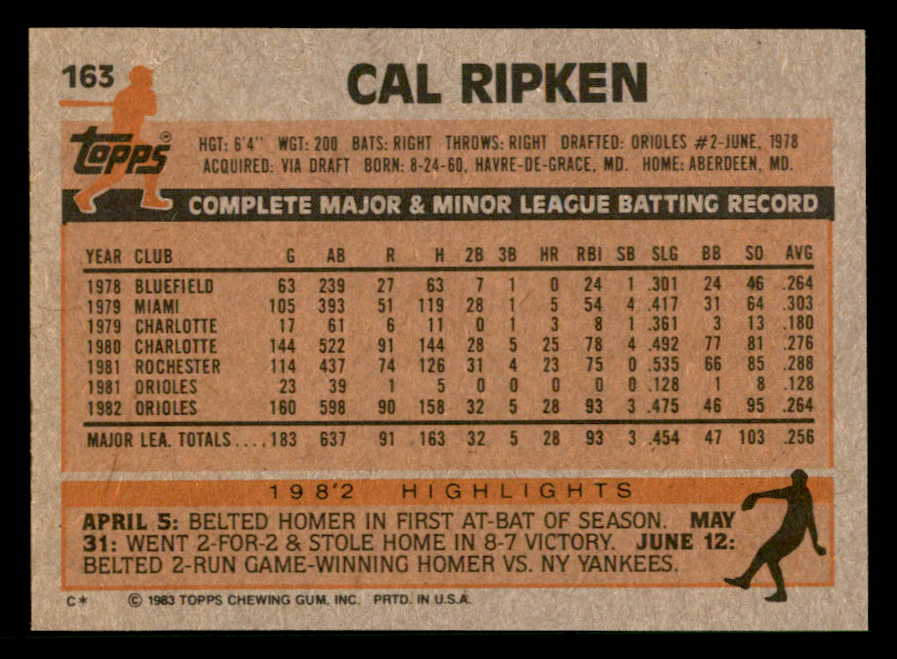 163
CAL RIPKEN
Topps®
HGT: 6'4" WGT: 200 BATS: RIGHT THROWS: RIGHT DRAFTED: ORIOLES #2-JUNE, 1978
ACQUIRED: VIA DRAFT BORN: 8-24-60, HAVRE-DE-GRACE, MD. HOME: ABERDEEN, MD.
COMPLETE MAJOR & MINOR LEAGUE BATTING RECORD
YEAR CLUB G AB R H 2B 3B HR RBI SB SLG BB SO AVG
1978 BLUEFIELD 63 239 27 63 7 1 0 24 1 .301 24 46 .264
1979 MIAMI 105 393 51 119 28 1 5 54 4 .417 31 64 .303
1979 CHARLOTTE 17 61 6 11 0 1 3 8 1 .361 3 13 .180
1980 CHARLOTTE 144 522 91 144 28 5 25 78 4 .492 77 81 .276
1981 ROCHESTER 114 437 74 126 31 4 23 75 0 .535 66 85 .288
1981 ORIOLES 23 39 1 5 0 0 0 0 0 .128 1 8 .128
1982 ORIOLES 160 598 90 158 32 5 28 93 3 .475 46 95 .264
MAJOR LEA. TOTALS....183 637 91 163 32 5 28 93 3 .454 47 103 .256
198'2 HIGHLIGHTS
APRIL 5: BELTED HOMER IN FIRST AT-BAT OF SEASON. MAY
31: WENT 2-FOR-2 & STOLE HOME IN 8-7 VICTORY. JUNE 12:
BELTED 2-RUN GAME-WINNING HOMER VS. NY YANKEES.
C* © 1983 TOPPS CHEWING GUM, INC. PRTD. IN U.S.A.